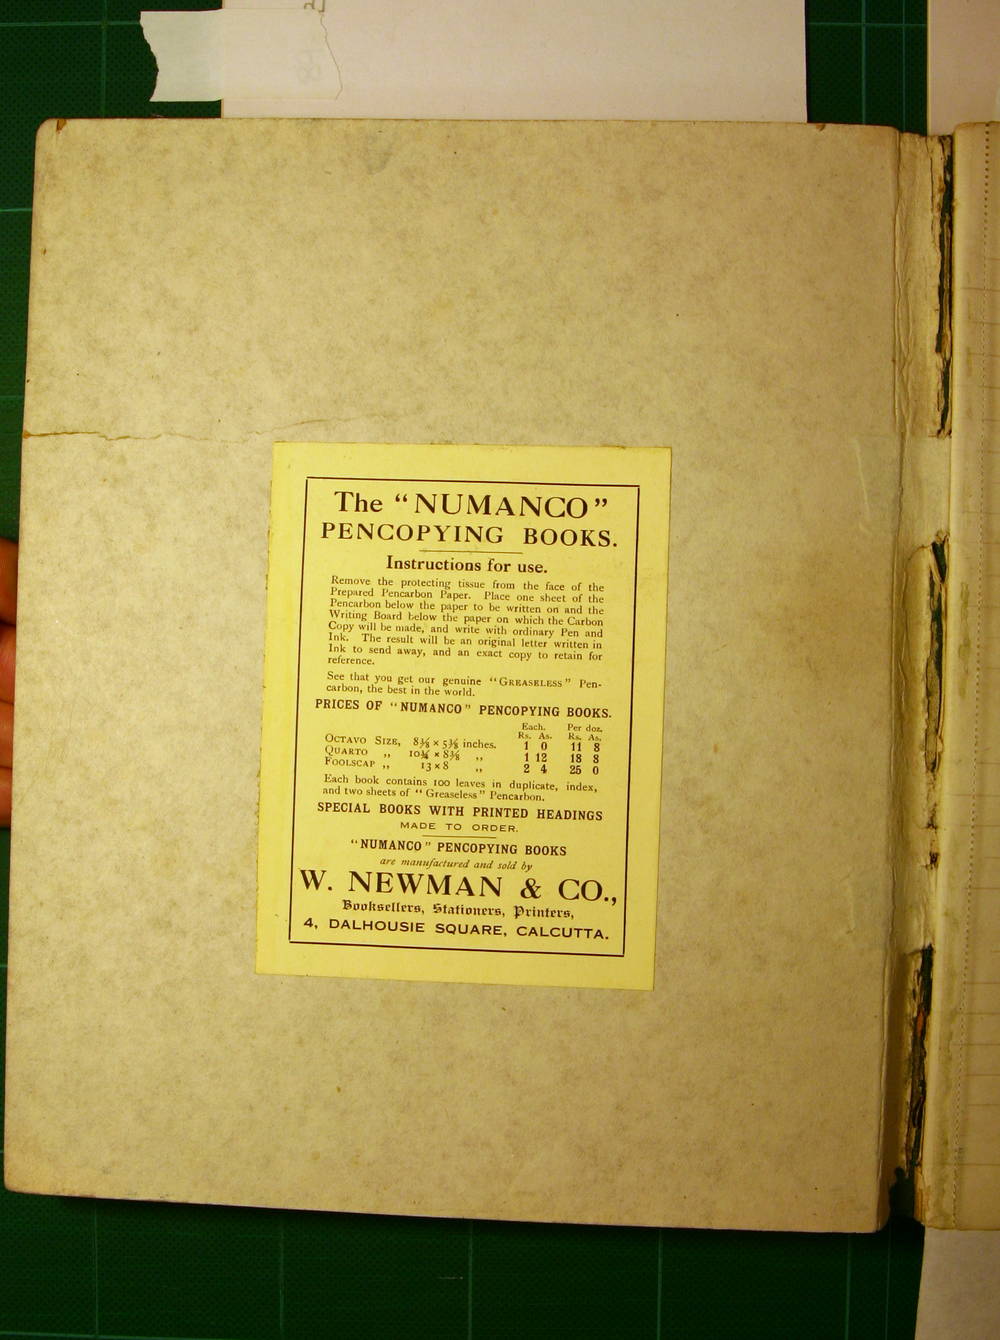 The "NUMANCO"
PENCOPYING BOOKS.
Instructions for use.
Remove the protecting tissue from the face of the
Prepared Pencarbon Paper. Place one sheet of the
Pencarbon below the paper to be written on and the
Writing Board below the paper on which the Carbon
Copy will be made, and write with ordinary Pen and
Ink. The result will be an original letter written in
Ink to send away, and an exact copy to retain for
reference.
See that you get our genuine "GREASELESS" Pen-
carbon, the best in the world.
PRICES OF "NUMANCO" PENCOPYING BOOKS.
Each. Per doz.
Rs. As. Rs. As.
OCTAVO SIZE, 8⅜ × 5⅜ inches. 1 0 11 8
QUARTO „ 10¼ × 8⅜ „ 1 12 18 8
FOOLSCAP „ 13 × 8 „ 2 4 25 0
Each book contains 100 leaves in duplicate, index,
and two sheets of "Greaseless" Pencarbon.
SPECIAL BOOKS WITH PRINTED HEADINGS
MADE TO ORDER.
"NUMANCO" PENCOPYING BOOKS
are manufactured and sold by
W. NEWMAN & CO.,
Booksellers, Stationers, Printers,
4, DALHOUSIE SQUARE, CALCUTTA.